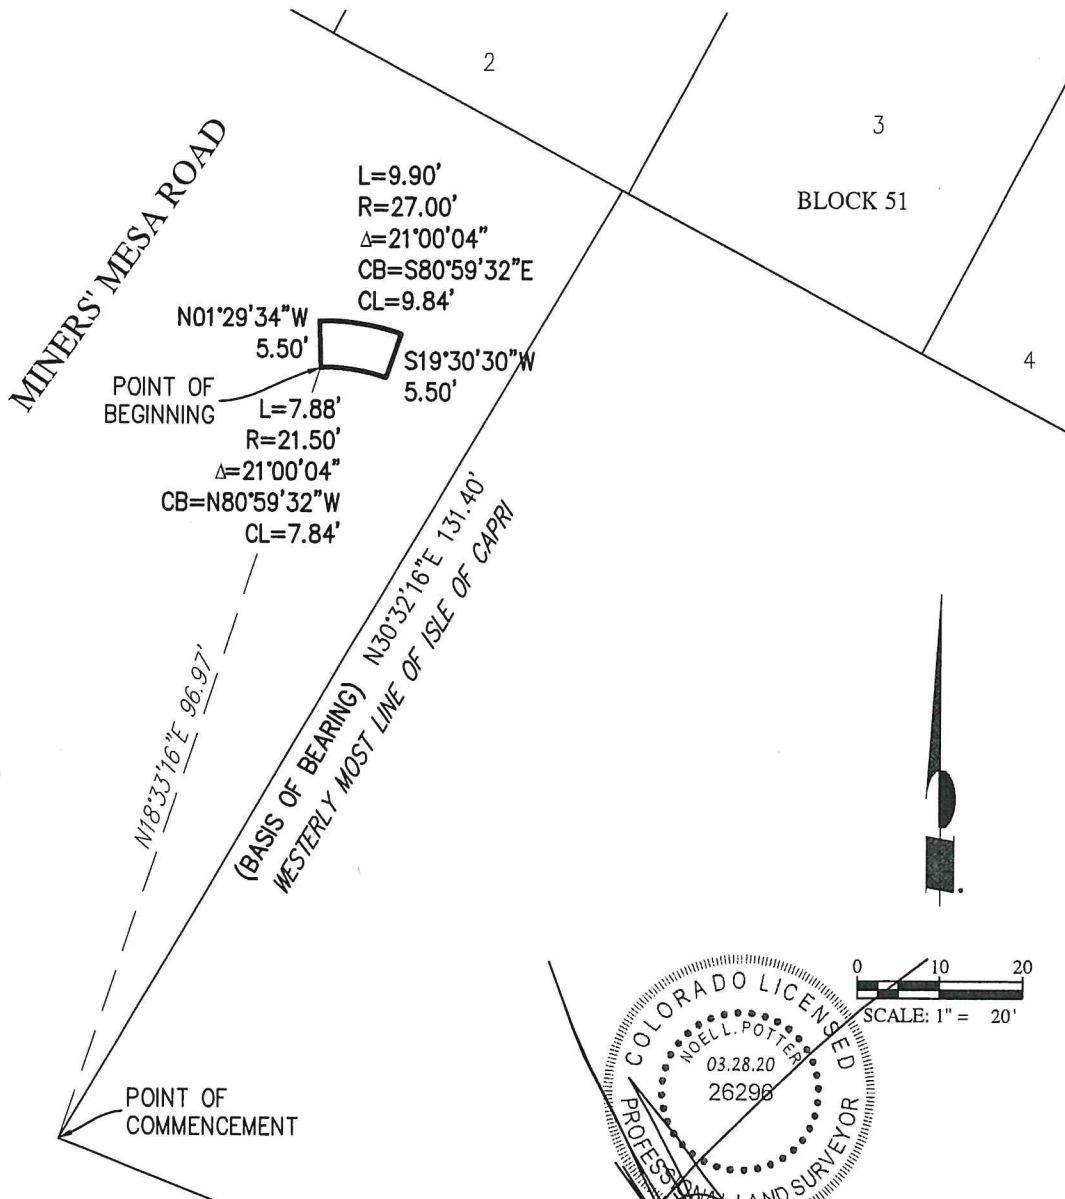 2
3
BLOCK 51
4
MINERS' MESA ROAD
L=9.90'
R=27.00'
Δ=21°00'04"
CB=S80°59'32"E
CL=9.84'
N01°29'34"W
5.50'
S19°30'30"W
5.50'
POINT OF
BEGINNING
L=7.88'
R=21.50'
Δ=21°00'04"
CB=N80°59'32"W
CL=7.84'
N18°33'16"E 96.97'
(BASIS OF BEARING) N30°32'16"E 131.40'
WESTERLY MOST LINE OF ISLE OF CAPRI
0 10 20
SCALE: 1" = 20'
COLORADO LICENSED
NOEL L. POTTER
03.28.20
26296
PROFESSIONAL LAND SURVEYOR
POINT OF
COMMENCEMENT